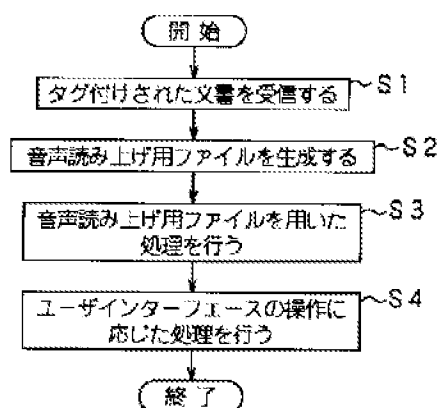 開始
タグ付けされた文書を受信する S1
音声読み上げ用ファイルを生成する S2
音声読み上げ用ファイルを用いた S3
処理を行う
ユーザインターフェースの操作に S4
応じた処理を行う
終了